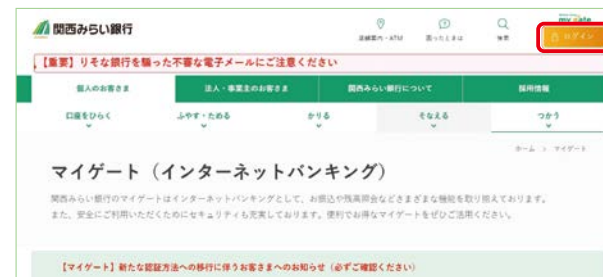 関西みらい銀行
店舗案内・ATM
困ったときは
検索
my gate
ログイン
【重要】りそな銀行を騙った不審な電子メールにご注意ください
個人のお客さま
法人・事業主のお客さま
関西みらい銀行について
採用情報
口座をひらく
ふやす・ためる
かりる
そなえる
つかう
ホーム > マイゲート
マイゲート（インターネットバンキング）
関西みらい銀行のマイゲートはインターネットバンキングとして、お振込や残高照会などさまざまな機能を取り揃えております。
また、安全にご利用いただくためにセキュリティも充実しております。便利でお得なマイゲートをぜひご活用ください。
【マイゲート】新たな認証方法への移行に伴うお客さまへのお知らせ（必ずご確認ください）